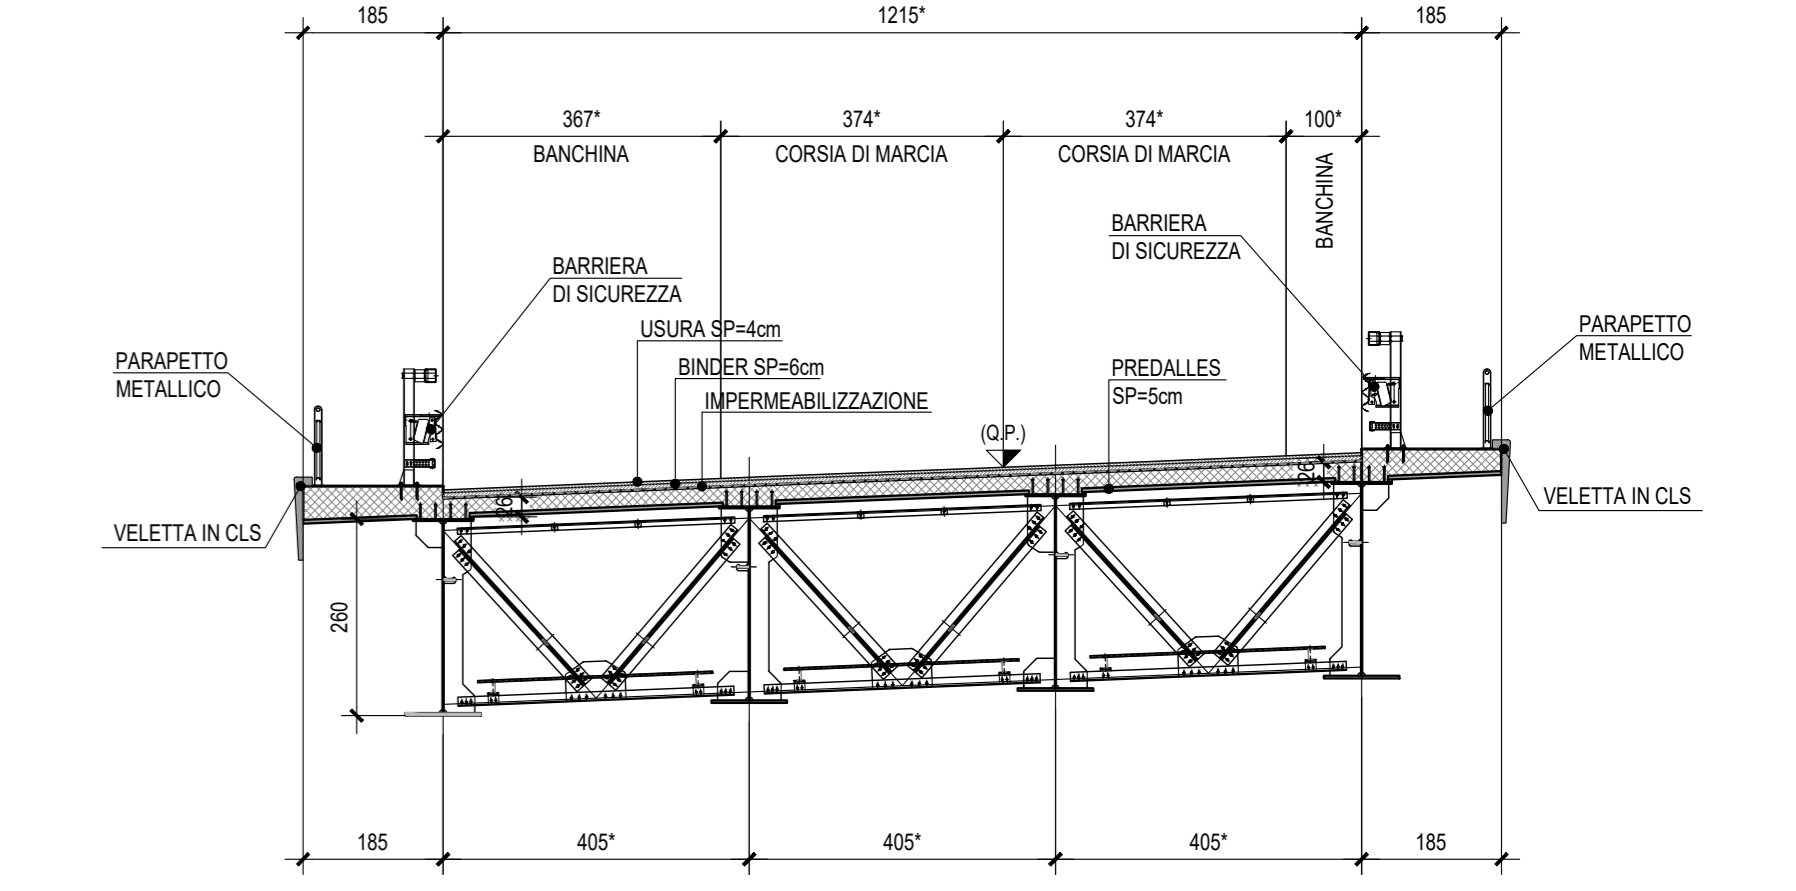 185
1215*
185
367*
374*
374*
100*
BANCHINA
CORSIA DI MARCIA
CORSIA DI MARCIA
BANCHINA
BARRIERA
DI SICUREZZA
BARRIERA
DI SICUREZZA
USURA SP=4cm
BINDER SP=6cm
IMPERMEABILIZZAZIONE
PREDALLES
SP=5cm
PARAPETTO
METALLICO
PARAPETTO
METALLICO
(Q.P.)
26
26
VELETTA IN CLS
VELETTA IN CLS
260
185
405*
405*
405*
185